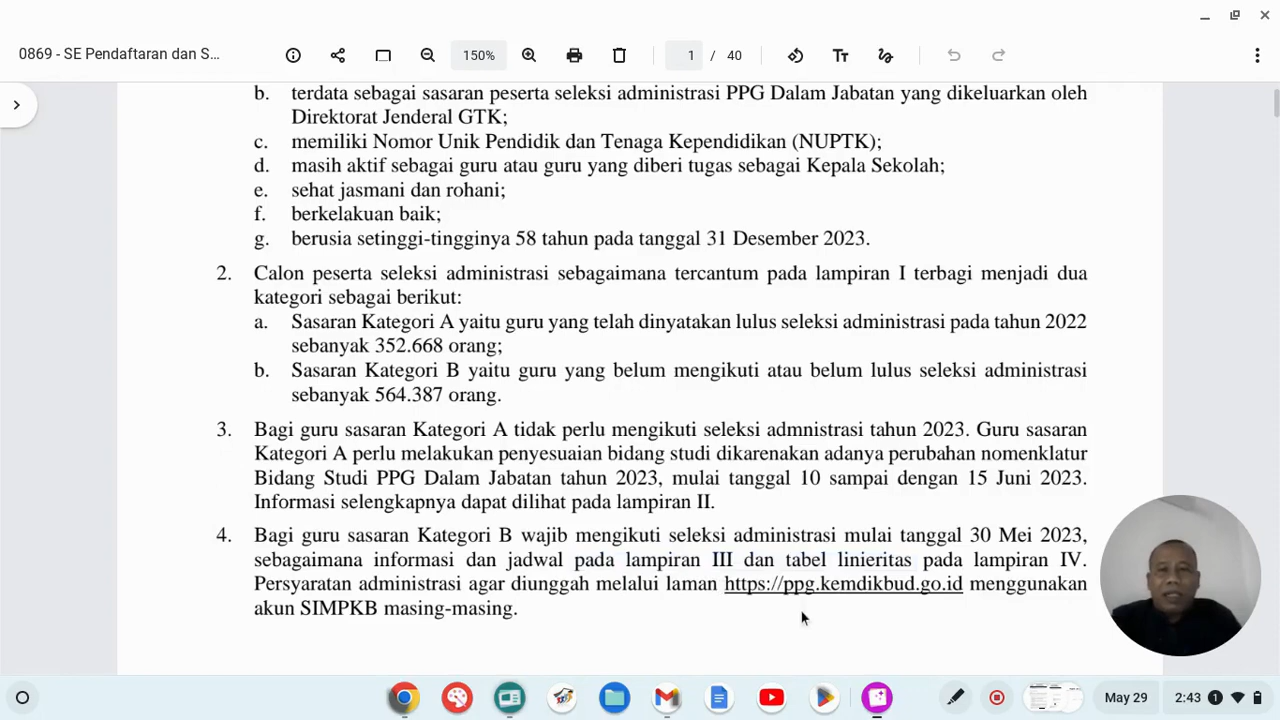 0869 - SE Pendaftaran dan S...
150%
1 / 40
b. terdata sebagai sasaran peserta seleksi administrasi PPG Dalam Jabatan yang dikeluarkan oleh
Direktorat Jenderal GTK;
c. memiliki Nomor Unik Pendidik dan Tenaga Kependidikan (NUPTK);
d. masih aktif sebagai guru atau guru yang diberi tugas sebagai Kepala Sekolah;
e. sehat jasmani dan rohani;
f. berkelakuan baik;
g. berusia setinggi-tingginya 58 tahun pada tanggal 31 Desember 2023.
2. Calon peserta seleksi administrasi sebagaimana tercantum pada lampiran I terbagi menjadi dua
kategori sebagai berikut:
a. Sasaran Kategori A yaitu guru yang telah dinyatakan lulus seleksi administrasi pada tahun 2022
sebanyak 352.668 orang;
b. Sasaran Kategori B yaitu guru yang belum mengikuti atau belum lulus seleksi administrasi
sebanyak 564.387 orang.
3. Bagi guru sasaran Kategori A tidak perlu mengikuti seleksi admnistrasi tahun 2023. Guru sasaran
Kategori A perlu melakukan penyesuaian bidang studi dikarenakan adanya perubahan nomenklatur
Bidang Studi PPG Dalam Jabatan tahun 2023, mulai tanggal 10 sampai dengan 15 Juni 2023.
Informasi selengkapnya dapat dilihat pada lampiran II.
4. Bagi guru sasaran Kategori B wajib mengikuti seleksi administrasi mulai tanggal 30 Mei 2023,
sebagaimana informasi dan jadwal pada lampiran III dan tabel linieritas pada lampiran IV.
Persyaratan administrasi agar diunggah melalui laman https://ppg.kemdikbud.go.id menggunakan
akun SIMPKB masing-masing.
May 29
2:43
1